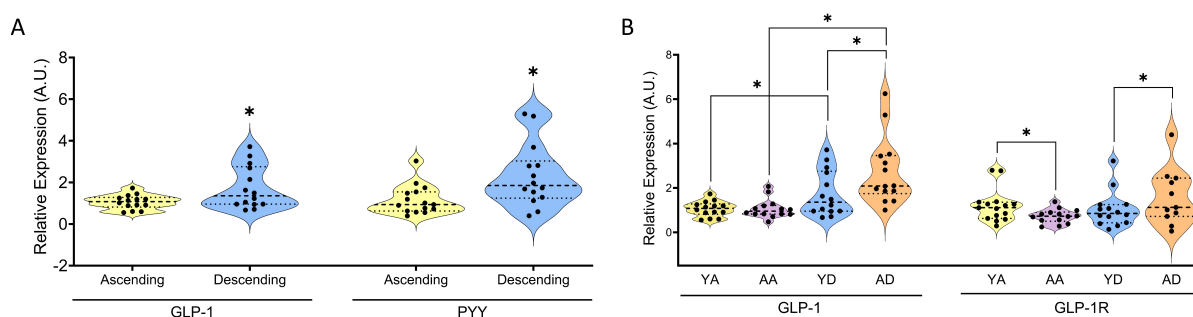 A
Relative Expression (A.U.)
8
6
4
2
0
-2
*
*
Ascending Descending Ascending Descending
GLP-1 PYY
B
Relative Expression (A.U.)
8
6
4
2
0
*
*
*
*
*
YA AA YD AD YA AA YD AD
GLP-1 GLP-1R